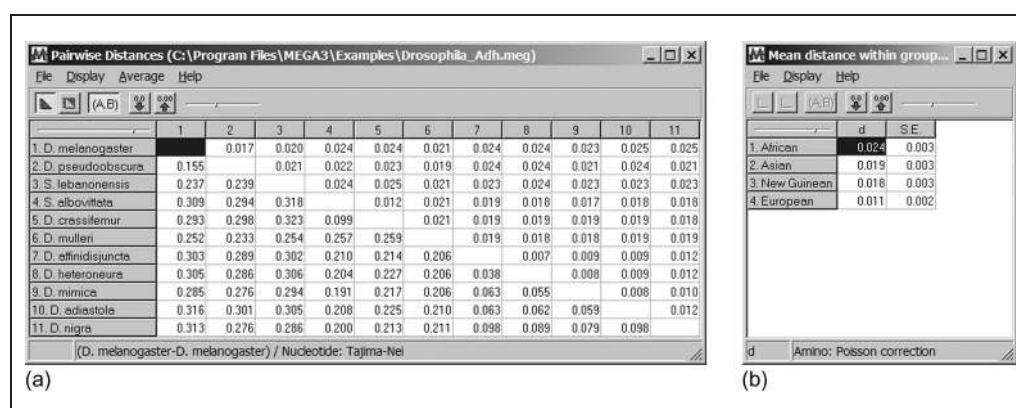 Pairwise Distances (C:\Program Files\MEGA3\Examples\Drosophila_Adh.meg)
File Display Average Help
(A,B) 0.0 0.00
1 2 3 4 5 6 7 8 9 10 11
1. D. melanogaster 0.017 0.020 0.024 0.024 0.021 0.024 0.024 0.023 0.025 0.025
2. D. pseudoobscura 0.155 0.021 0.022 0.023 0.019 0.024 0.024 0.021 0.024 0.021
3. S. lebanonensis 0.237 0.239 0.024 0.025 0.021 0.023 0.024 0.023 0.023 0.023
4. S. albovittata 0.309 0.294 0.318 0.012 0.021 0.019 0.018 0.017 0.018 0.018
5. D. crassifemur 0.293 0.298 0.323 0.099 0.021 0.019 0.019 0.019 0.019 0.018
6. D. mulleri 0.252 0.233 0.254 0.257 0.259 0.019 0.018 0.018 0.019 0.019
7. D. affinidisjuncta 0.303 0.289 0.302 0.210 0.214 0.206 0.007 0.009 0.009 0.012
8. D. heteroneura 0.305 0.286 0.306 0.204 0.227 0.206 0.038 0.008 0.009 0.012
9. D. mimica 0.285 0.276 0.294 0.191 0.217 0.206 0.063 0.055 0.008 0.010
10. D. adiastola 0.316 0.301 0.305 0.208 0.225 0.210 0.063 0.062 0.059 0.012
11. D. nigra 0.313 0.276 0.286 0.200 0.213 0.211 0.098 0.089 0.079 0.098
(D. melanogaster-D. melanogaster) / Nucleotide: Tajima-Nei
(a)
Mean distance within group...
File Display Help
(A,B) 0.0 0.00
d S.E.
1. African 0.024 0.003
2. Asian 0.019 0.003
3. New Guinean 0.018 0.003
4. European 0.011 0.002
d Amino: Poisson correction
(b)